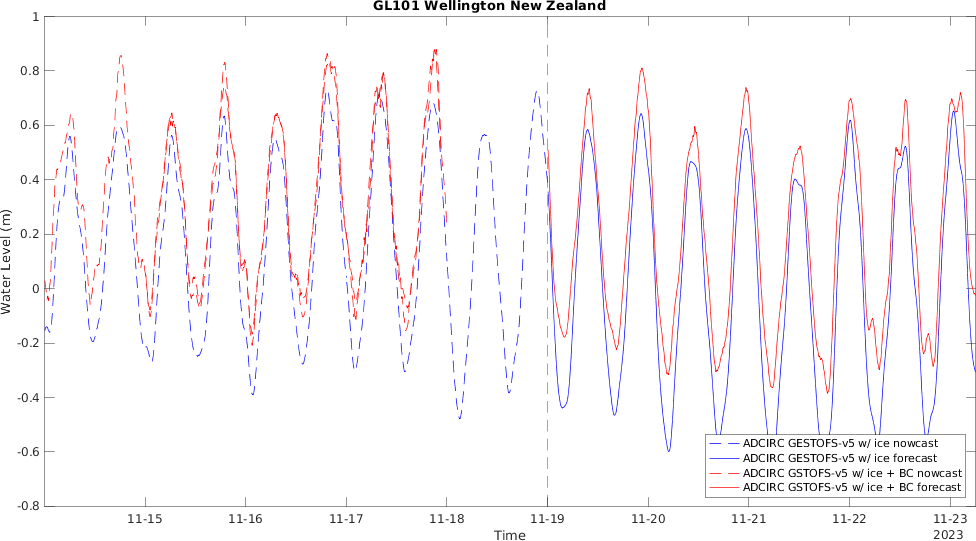 GL101 Wellington New Zealand
1
0.8
0.6
0.4
0.2
0
-0.2
-0.4
-0.6
-0.8
Water Level (m)
ADCIRC GESTOFS-v5 w/ ice nowcast
ADCIRC GESTOFS-v5 w/ ice forecast
ADCIRC GSTOFS-v5 w/ ice + BC nowcast
ADCIRC GSTOFS-v5 w/ ice + BC forecast
11-15 11-16 11-17 11-18 11-19 11-20 11-21 11-22 11-23
2023
Time